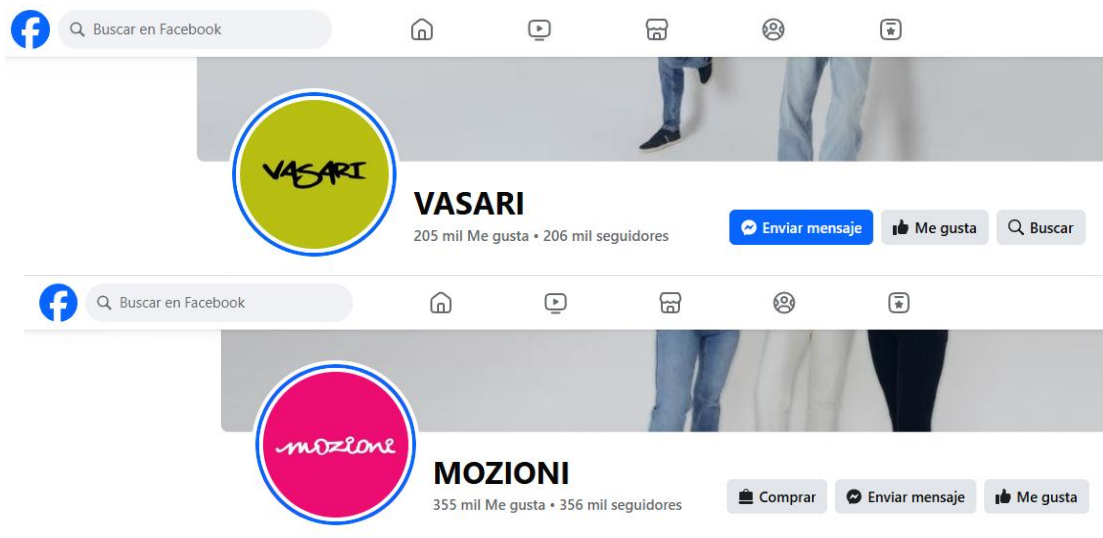 Buscar en Facebook
VASARI
VASARI
205 mil Me gusta • 206 mil seguidores
Enviar mensaje
Me gusta
Buscar
Buscar en Facebook
mozioni
MOZIONI
355 mil Me gusta • 356 mil seguidores
Comprar
Enviar mensaje
Me gusta